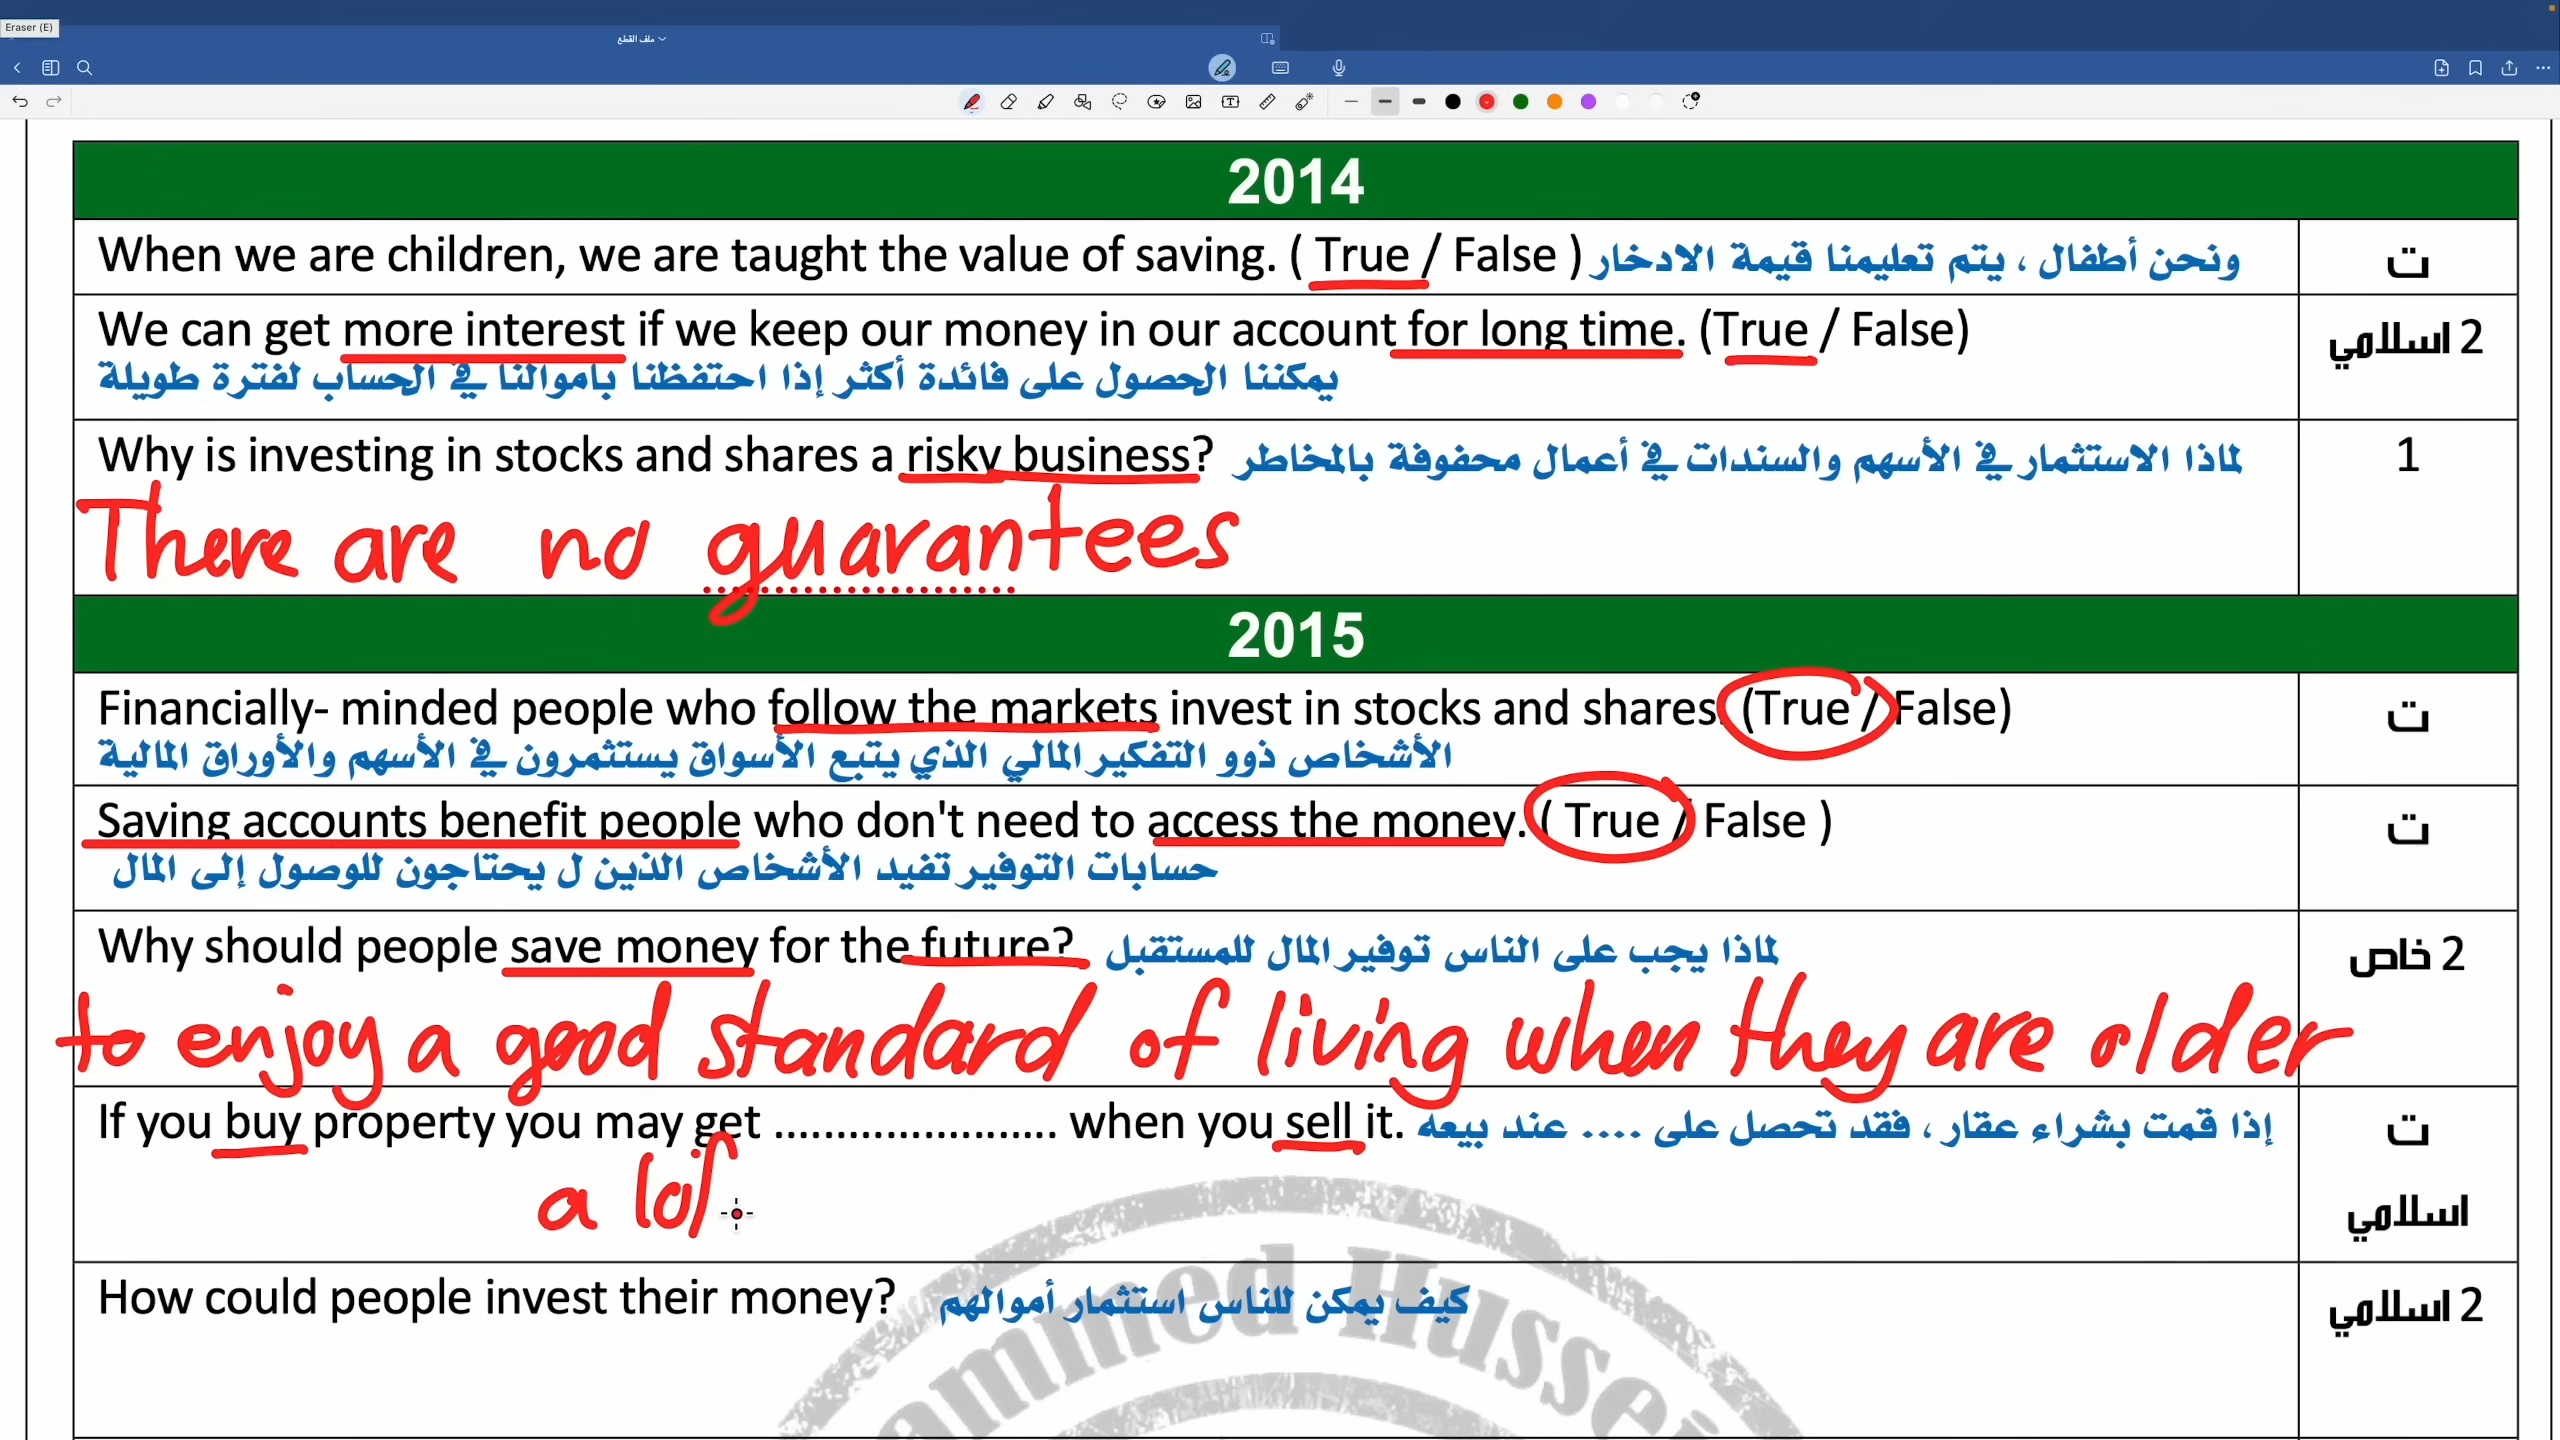 Eraser (E)
ملف القطع
2014
When we are children, we are taught the value of saving. ( True / False ) ونحن أطفال ، يتم تعليمنا قيمة الادخار
ت
We can get more interest if we keep our money in our account for long time. (True / False)
2 اسلامي
يمكننا الحصول على فائدة أكثر إذا احتفظنا بأموالنا في الحساب لفترة طويلة
Why is investing in stocks and shares a risky business? لماذا الاستثمار في الأسهم والسندات في أعمال محفوفة بالمخاطر
1
There are no guarantees
2015
Financially- minded people who follow the markets invest in stocks and shares. (True / False)
ت
الأشخاص ذوو التفكير المالي الذي يتبع الأسواق يستثمرون في الأسهم والأوراق المالية
Saving accounts benefit people who don't need to access the money. ( True / False )
ت
حسابات التوفير تفيد الأشخاص الذين ل يحتاجون للوصول إلى المال
Why should people save money for the future? لماذا يجب على الناس توفير المال للمستقبل
2 خاص
to enjoy a good standard of living when they are older
If you buy property you may get ....................... when you sell it. إذا قمت بشراء عقار ، فقد تحصل على .... عند بيعه
ت
اسلامي
a lot
How could people invest their money? كيف يمكن للناس استثمار أموالهم
2 اسلامي
ammed Husse